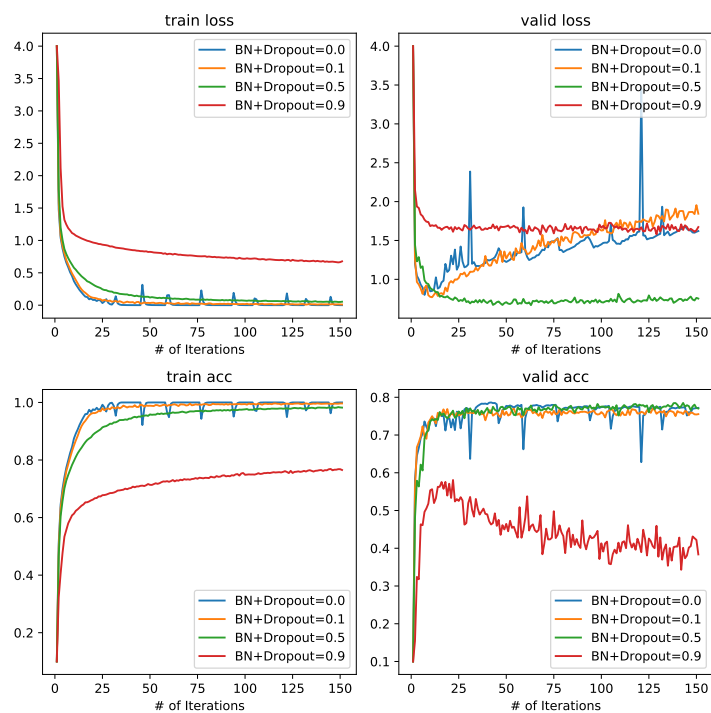 train loss
4.0
3.5
3.0
2.5
2.0
1.5
1.0
0.5
0.0
0 25 50 75 100 125 150
# of Iterations
BN+Dropout=0.0
BN+Dropout=0.1
BN+Dropout=0.5
BN+Dropout=0.9
valid loss
4.0
3.5
3.0
2.5
2.0
1.5
1.0
0 25 50 75 100 125 150
# of Iterations
BN+Dropout=0.0
BN+Dropout=0.1
BN+Dropout=0.5
BN+Dropout=0.9
train acc
1.0
0.8
0.6
0.4
0.2
0 25 50 75 100 125 150
# of Iterations
BN+Dropout=0.0
BN+Dropout=0.1
BN+Dropout=0.5
BN+Dropout=0.9
valid acc
0.8
0.7
0.6
0.5
0.4
0.3
0.2
0.1
0 25 50 75 100 125 150
# of Iterations
BN+Dropout=0.0
BN+Dropout=0.1
BN+Dropout=0.5
BN+Dropout=0.9